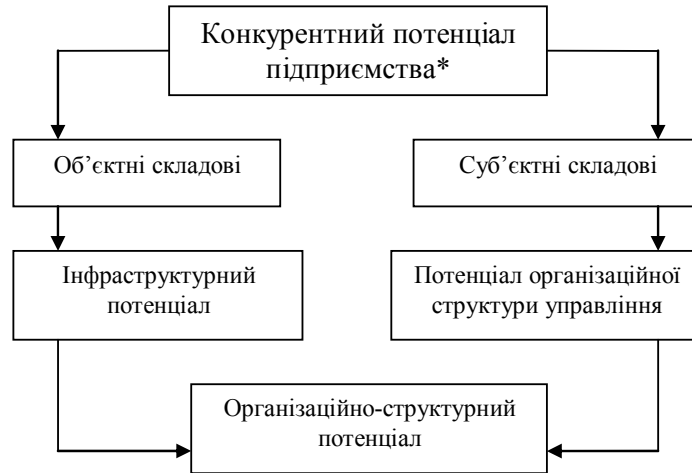 Конкурентний потенціал
підприємства*
Об’єктні складові
Суб’єктні складові
Інфраструктурний
потенціал
Потенціал організаційної
структури управління
Організаційно-структурний
потенціал